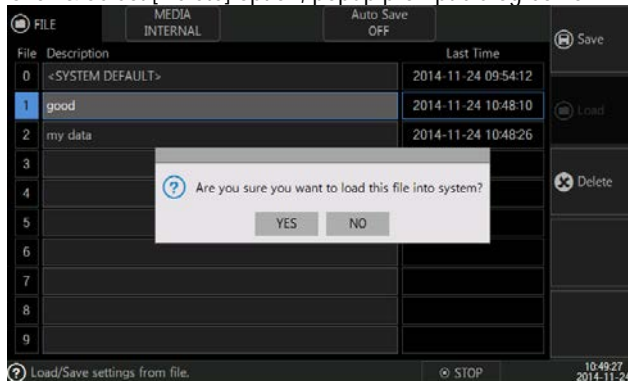 FILE
MEDIA
INTERNAL
Auto Save
OFF
Save
File Description Last Time
0 <SYSTEM DEFAULT> 2014-11-24 09:54:12
1 good 2014-11-24 10:48:10
Load
2 my data 2014-11-24 10:48:26
3
Are you sure you want to load this file into system?
Delete
4
YES NO
5
6
7
8
9
Load/Save settings from file.
STOP
10:49:27
2014-11-24